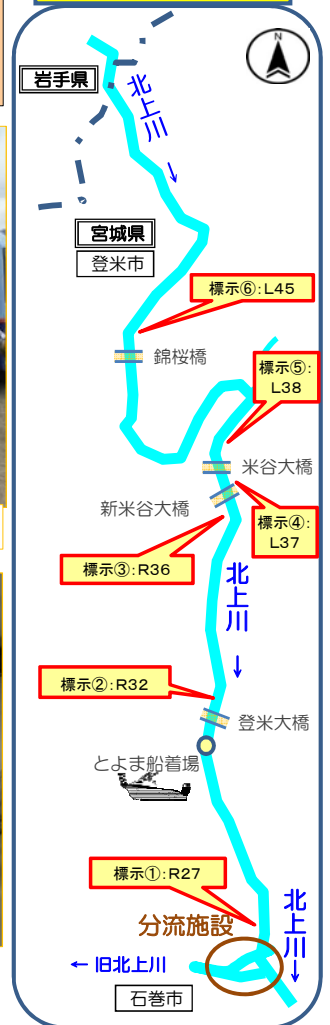 N
岩手県
北上川
↓
宮城県
登米市
標示⑥:L45
錦桜橋
標示⑤:
L38
米谷大橋
新米谷大橋
標示④:
L37
標示③:R36
北上川
↓
標示②:R32
登米大橋
とよま船着場
標示①:R27
分流施設
北上川
↓
← 旧北上川
石巻市